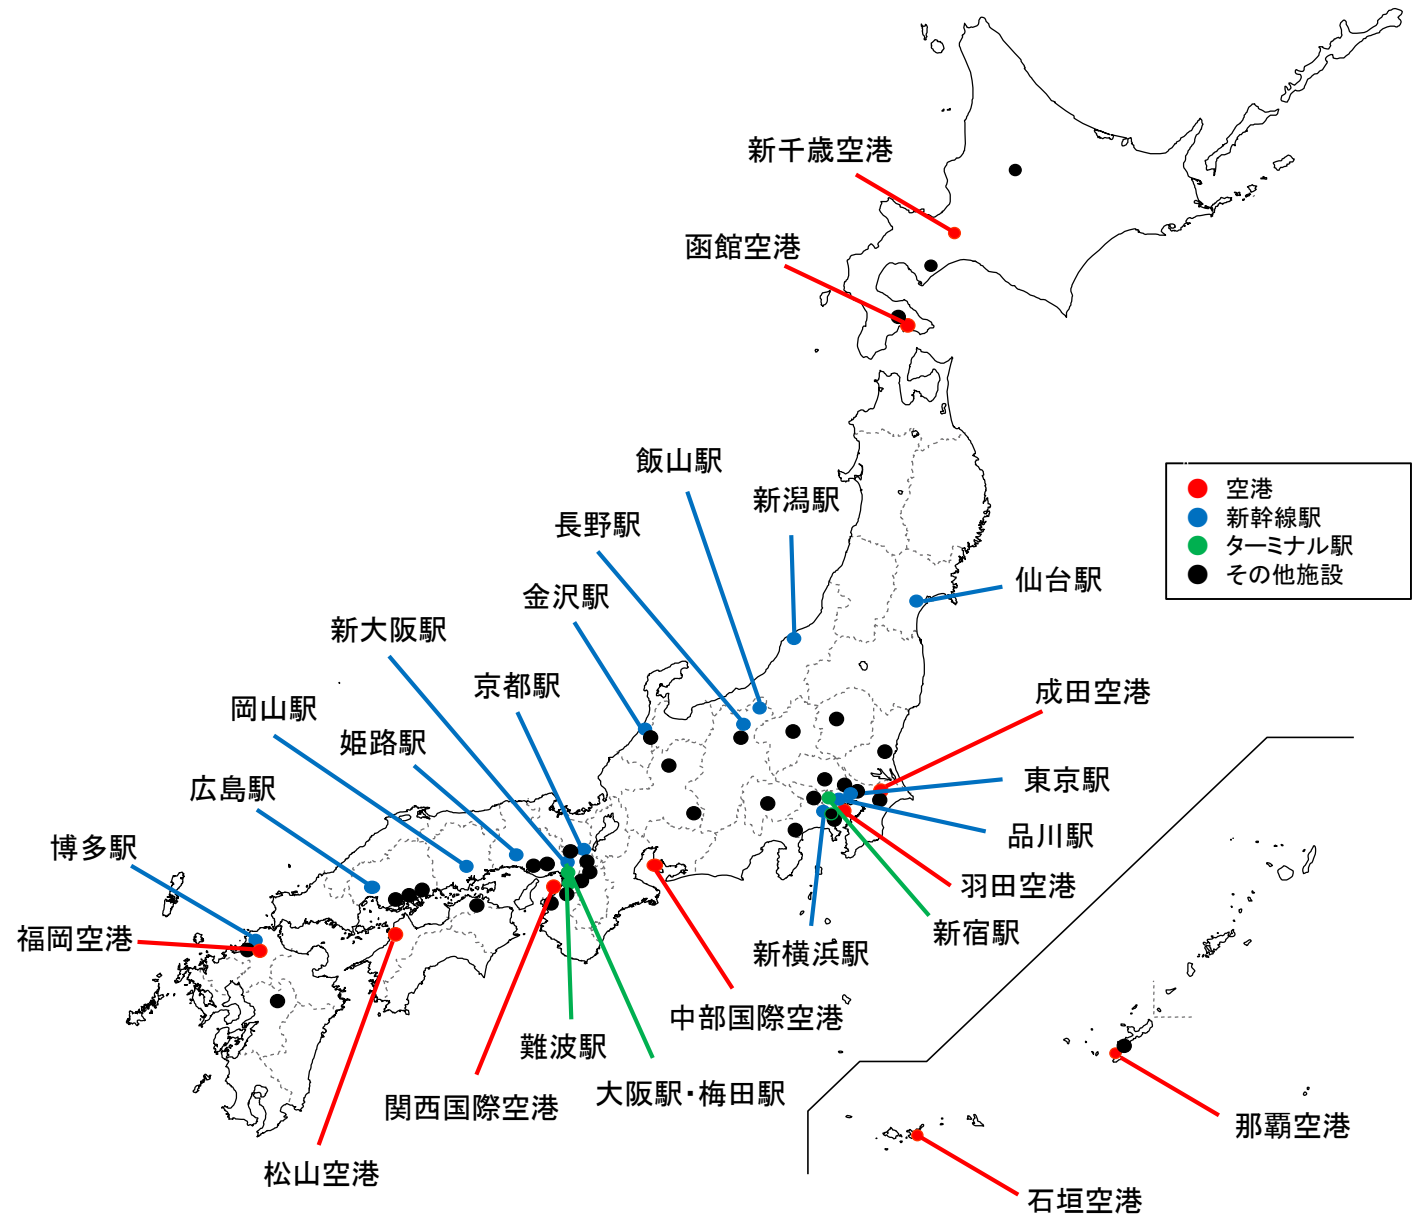 新千歳空港
函館空港
飯山駅
新潟駅
長野駅
金沢駅
新大阪駅
京都駅
岡山駅
姫路駅
広島駅
博多駅
福岡空港
空港
新幹線駅
ターミナル駅
その他施設
仙台駅
成田空港
東京駅
品川駅
羽田空港
新宿駅
新横浜駅
中部国際空港
難波駅
大阪駅・梅田駅
関西国際空港
松山空港
那覇空港
石垣空港